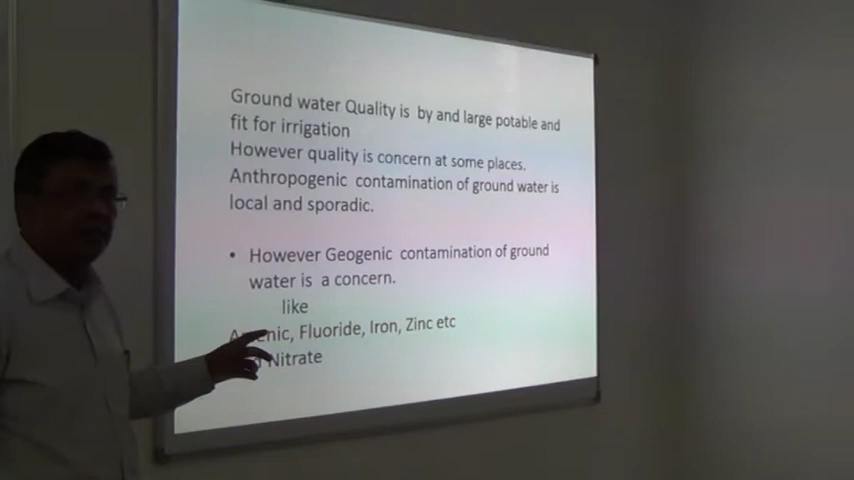 Ground water Quality is by and large potable and
fit for irrigation
However quality is concern at some places.
Anthropogenic contamination of ground water is
local and sporadic.
• However Geogenic contamination of ground
water is a concern.
like
Arsenic, Fluoride, Iron, Zinc etc
Nitrate